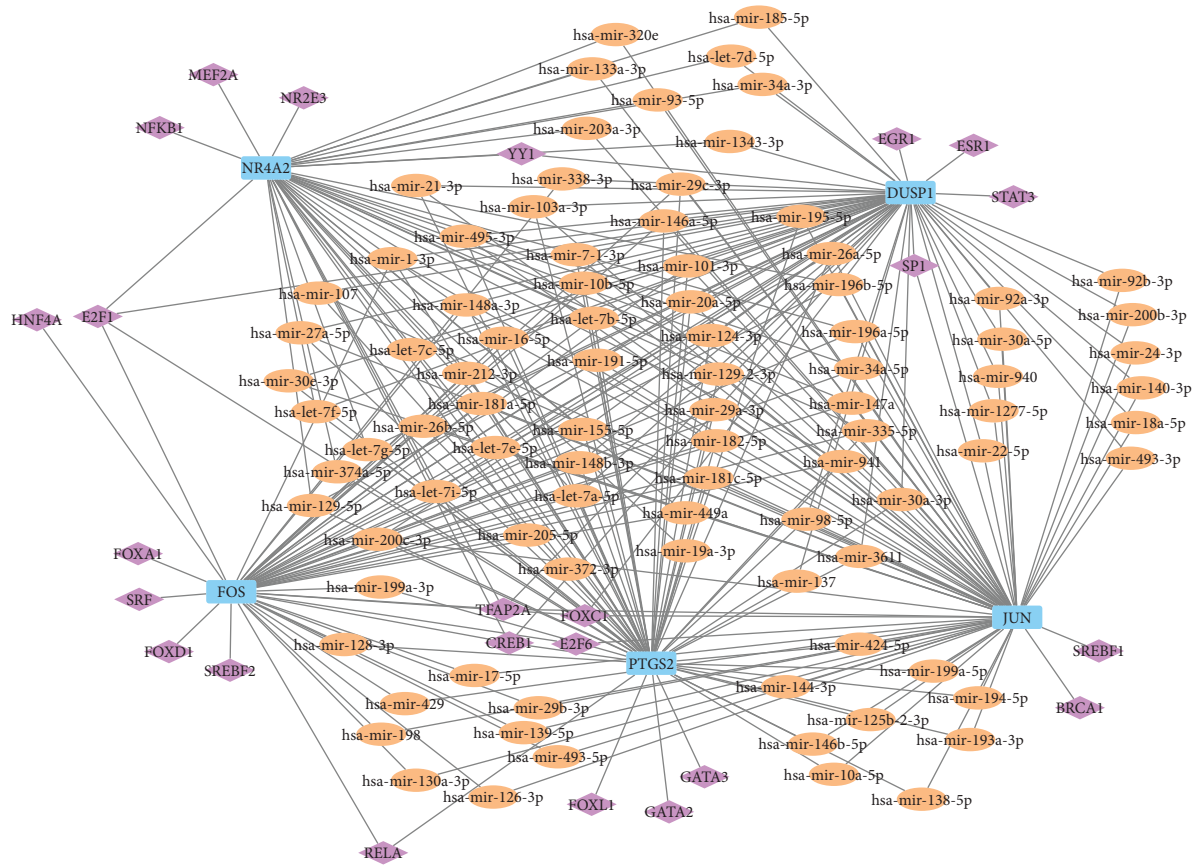 hsa-mir-185-5p
hsa-mir-320e
hsa-mir-133a-3p
hsa-let-7d-5p
MEF2A
hsa-mir-34a-3p
NR2E3
hsa-mir-93-5p
NFKB1
hsa-mir-203a-3p
hsa-mir-1343-3p
EGR1
ESR1
YY1
NR4A2
hsa-mir-21-3p
hsa-mir-338-3p
hsa-mir-29c-3p
DUSP1
STAT3
hsa-mir-103a-3p
hsa-mir-146a-5p
hsa-mir-195-5p
hsa-mir-495-3p
hsa-mir-1-3p
hsa-mir-7-1-3p
hsa-mir-101-3p
hsa-mir-26a-5p
SP1
hsa-mir-10b-5p
hsa-mir-196b-5p
hsa-mir-92b-3p
hsa-mir-107
hsa-mir-148a-3p
hsa-mir-20a-5p
hsa-mir-92a-3p
HNF4A
E2F1
hsa-let-7b-5p
hsa-mir-200b-3p
hsa-mir-27a-5p
hsa-mir-16-5p
hsa-mir-124-3p
hsa-mir-196a-5p
hsa-mir-30a-5p
hsa-let-7c-5p
hsa-mir-191-5p
hsa-mir-24-3p
hsa-mir-30e-3p
hsa-mir-212-3p
hsa-mir-129-2-3p
hsa-mir-34a-5p
hsa-mir-940
hsa-mir-140-3p
hsa-let-7f-5p
hsa-mir-181a-5p
hsa-mir-29a-3p
hsa-mir-147a
hsa-mir-1277-5p
hsa-mir-26b-5p
hsa-mir-155-5p
hsa-mir-335-5p
hsa-mir-18a-5p
hsa-let-7g-5p
hsa-let-7e-5p
hsa-mir-182-5p
hsa-mir-22-5p
hsa-mir-374a-5p
hsa-mir-148b-3p
hsa-mir-941
hsa-mir-493-3p
hsa-mir-181c-5p
hsa-let-7i-5p
hsa-let-7a-5p
hsa-mir-30a-3p
hsa-mir-129-5p
hsa-mir-449a
hsa-mir-98-5p
hsa-mir-200c-3p
hsa-mir-205-5p
FOXA1
hsa-mir-19a-3p
hsa-mir-3611
hsa-mir-372-3p
hsa-mir-137
FOS
hsa-mir-199a-3p
SRF
TFAP2A
FOXC1
JUN
FOXD1
hsa-mir-128-3p
CREB1
E2F6
hsa-mir-424-5p
SREBF1
SREBF2
PTGS2
hsa-mir-17-5p
hsa-mir-199a-5p
hsa-mir-144-3p
hsa-mir-429
hsa-mir-29b-3p
hsa-mir-194-5p
BRCA1
hsa-mir-125b-2-3p
hsa-mir-198
hsa-mir-139-5p
hsa-mir-146b-5p
hsa-mir-193a-3p
hsa-mir-493-5p
hsa-mir-130a-3p
GATA3
hsa-mir-10a-5p
hsa-mir-126-3p
FOXL1
GATA2
hsa-mir-138-5p
RELA